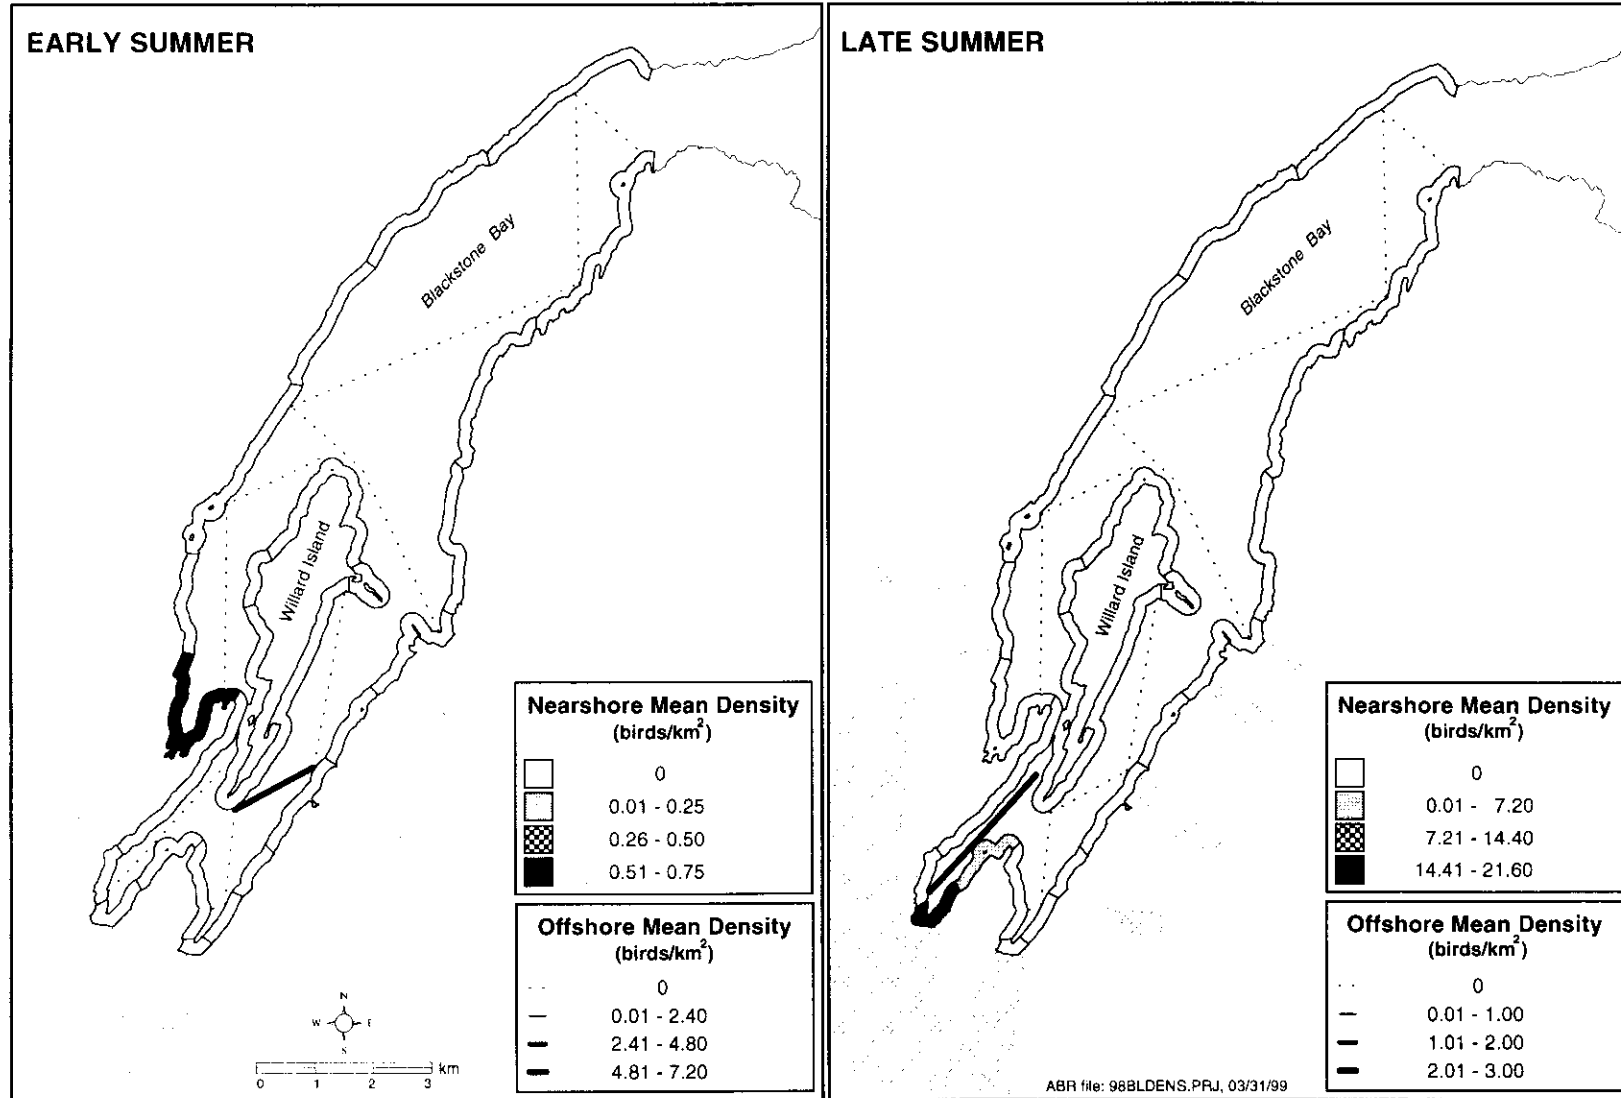 EARLY SUMMER
Blackstone Bay
Willard Island
Nearshore Mean Density
(birds/km²)
0
0.01 - 0.25
0.26 - 0.50
0.51 - 0.75
Offshore Mean Density
(birds/km²)
0
0.01 - 2.40
2.41 - 4.80
4.81 - 7.20
N
W E
S
km
0 1 2 3
LATE SUMMER
Blackstone Bay
Willard Island
Nearshore Mean Density
(birds/km²)
0
0.01 - 7.20
7.21 - 14.40
14.41 - 21.60
Offshore Mean Density
(birds/km²)
0
0.01 - 1.00
1.01 - 2.00
2.01 - 3.00
ABR file: 98BLDENS.PRJ, 03/31/99